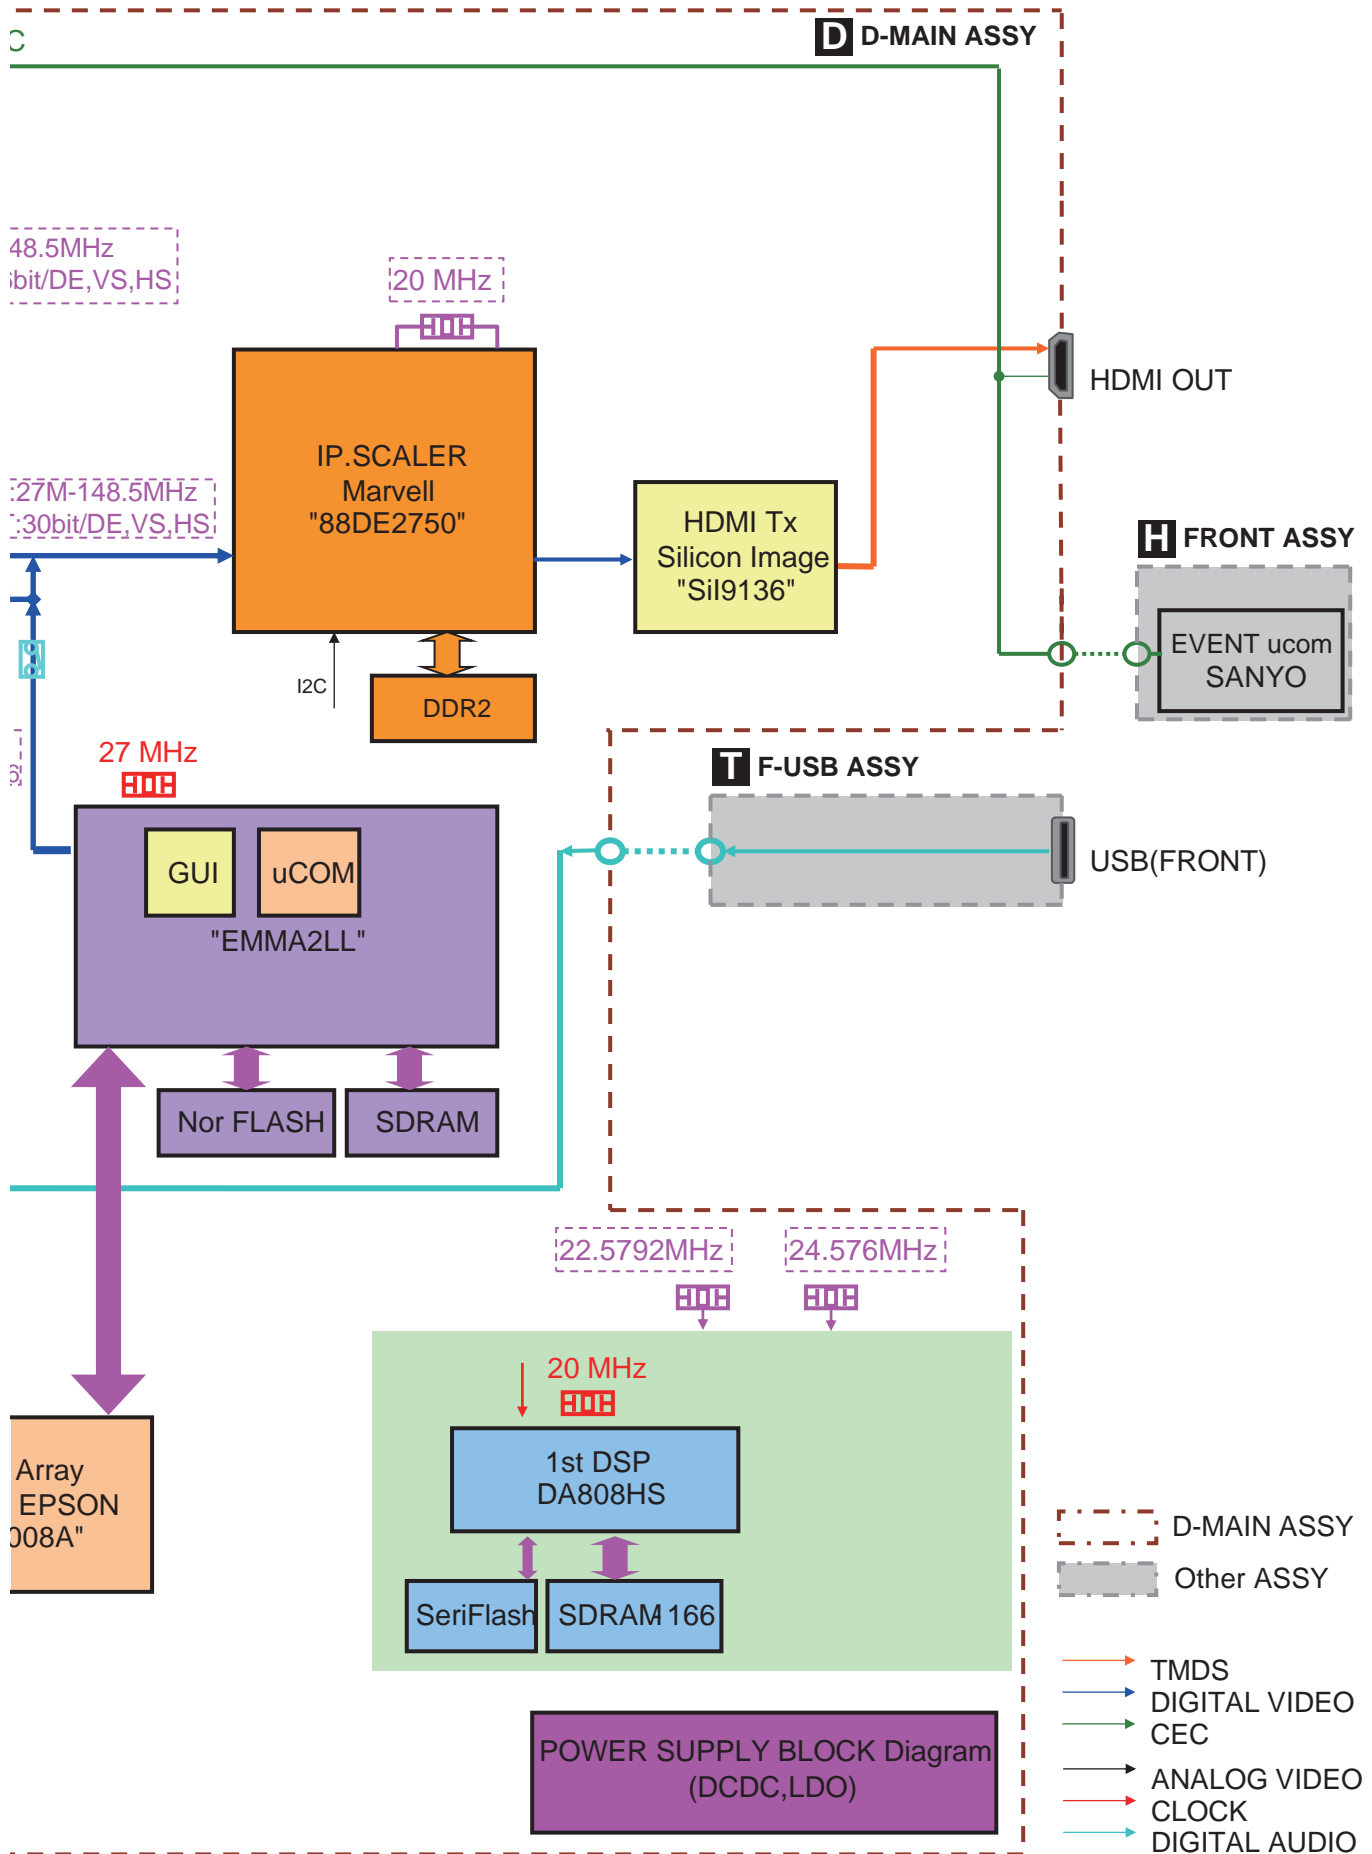 C
D D-MAIN ASSY
48.5MHz
bit/DE,VS,HS
20 MHz
HDMI OUT
IP.SCALER
Marvell
"88DE2750"
:27M-148.5MHz
:30bit/DE,VS,HS
HDMI Tx
Silicon Image
"SiI9136"
H FRONT ASSY
EVENT ucom
SANYO
I2C
DDR2
27 MHz
T F-USB ASSY
GUI
uCOM
USB(FRONT)
"EMMA2LL"
Nor FLASH
SDRAM
22.5792MHz
24.576MHz
20 MHz
1st DSP
DA808HS
Array
EPSON
008A"
SeriFlash
SDRAM 166
D-MAIN ASSY
Other ASSY
TMDS
DIGITAL VIDEO
CEC
ANALOG VIDEO
CLOCK
DIGITAL AUDIO
POWER SUPPLY BLOCK Diagram
(DCDC,LDO)